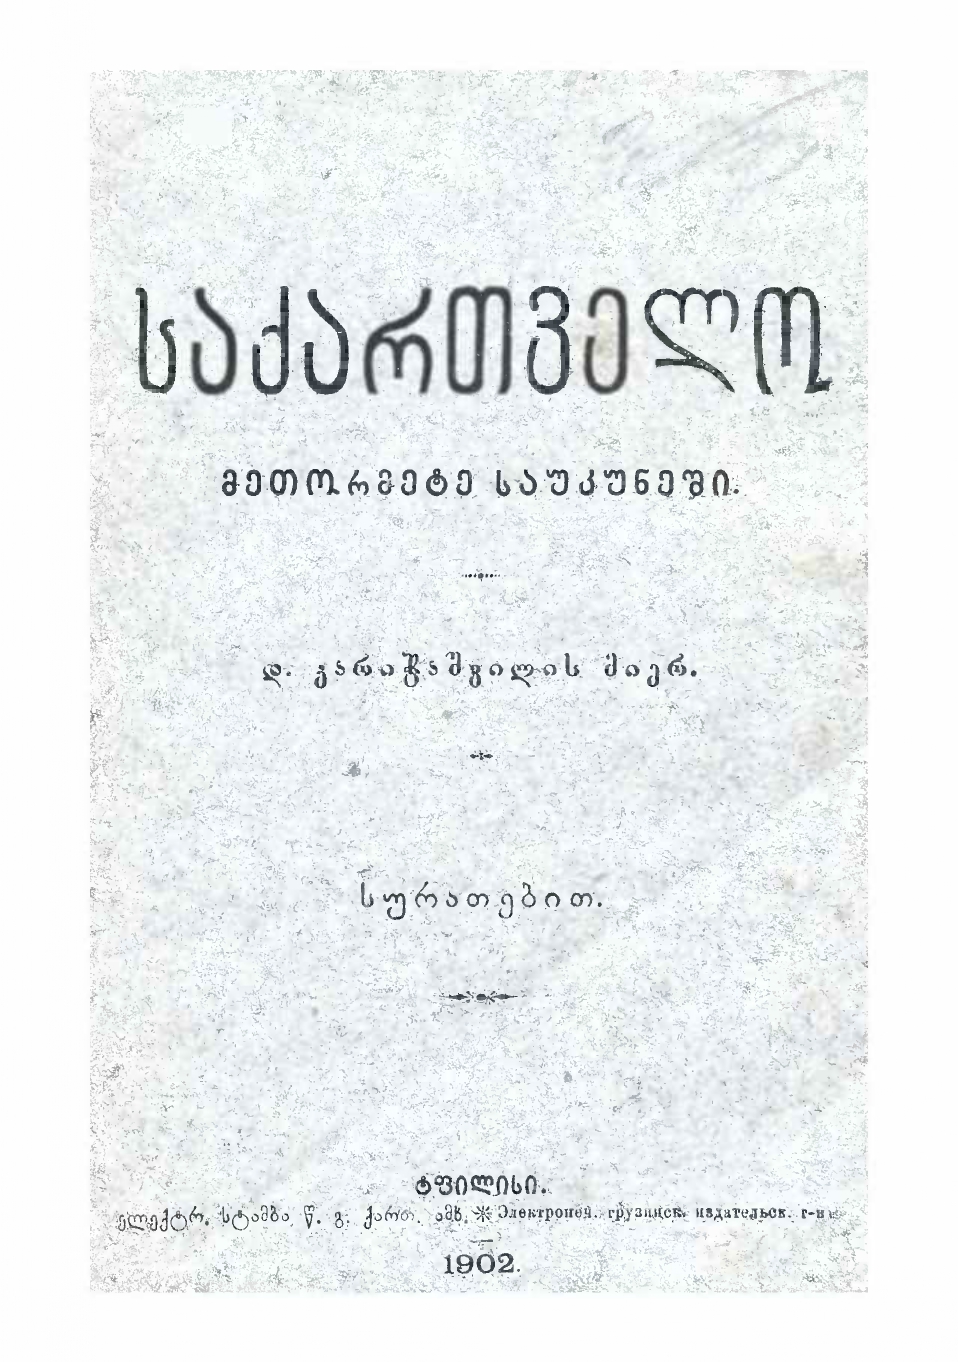 საქართველო
მეთორმეტე საუკუნეში.
დ. კარიჭაშვილის მიერ.
სურათებით.
ტფილისი.
ელექტრ. სტამბა წ. გ. ქართ. ამხ. Электропеч. грузинск. издательск. т-ва
1902.